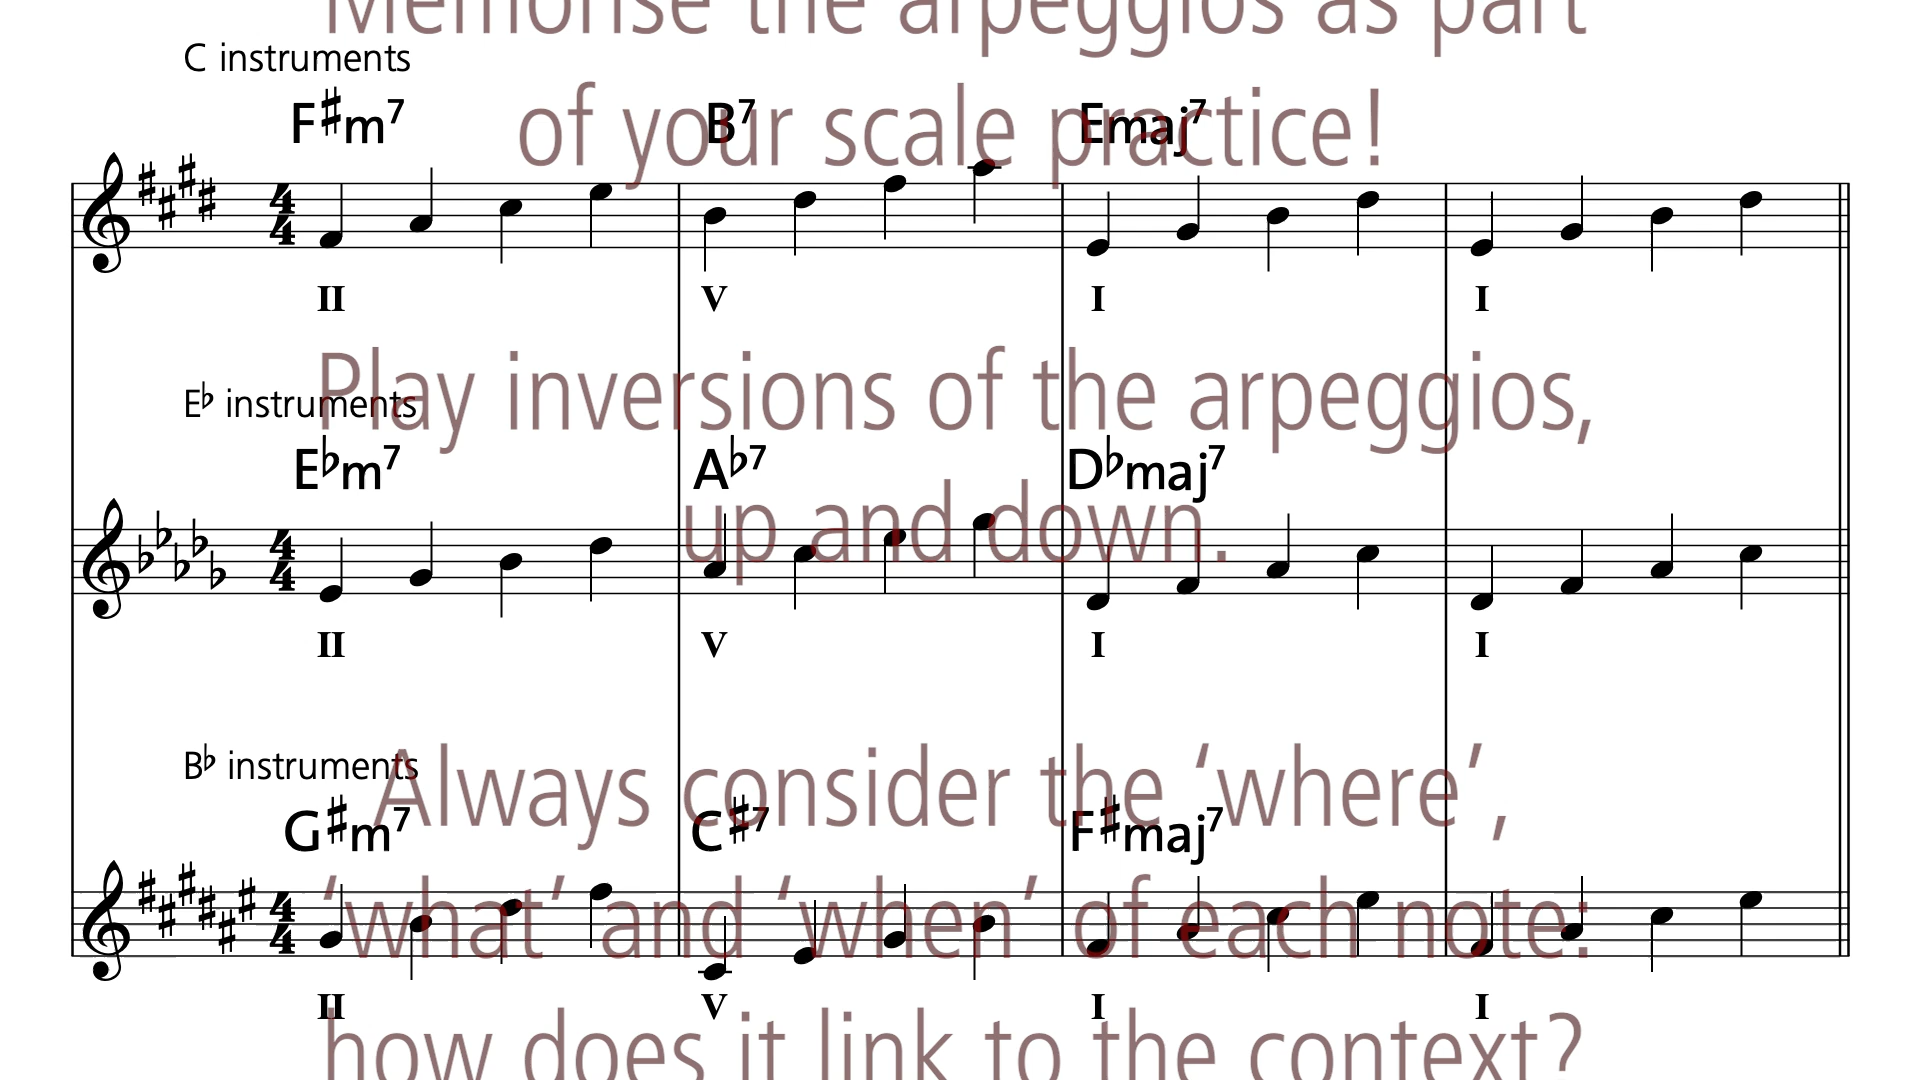 Memorise the arpeggios as part
C instruments
of your scale practice!
F♯m7 B7 Emaj7
II V I I
Play inversions of the arpeggios,
E♭ instruments
E♭m7 A♭7 D♭maj7
up and down.
II V I I
B♭ instruments
Always consider the ‘where’,
G♯m7 C♯7 F♯maj7
‘what’ and ‘when’ of each note:
II V I I
how does it link to the context?